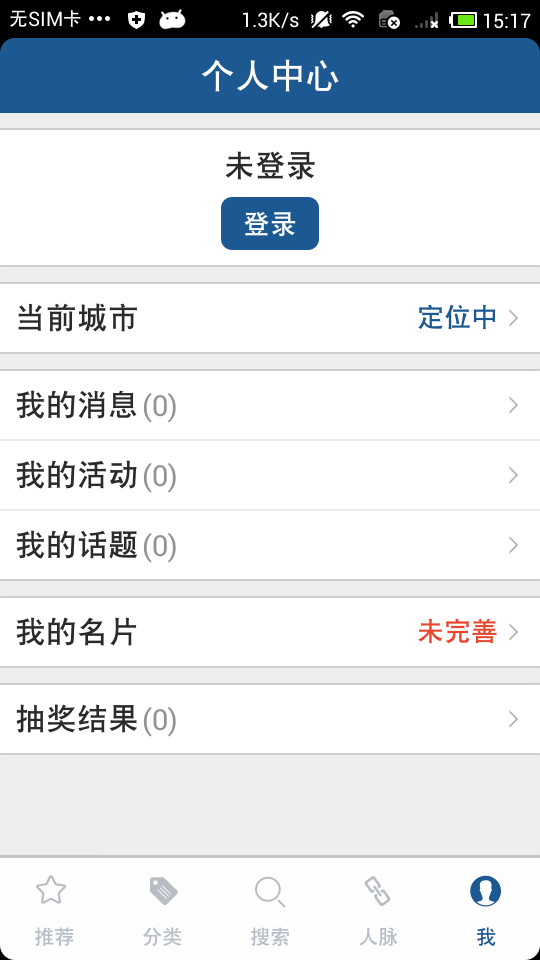 无SIM卡 ••• 1.3K/s 15:17
个人中心
未登录
登录
当前城市 定位中
我的消息(0)
我的活动(0)
我的话题(0)
我的名片 未完善
抽奖结果(0)
推荐 分类 搜索 人脉 我